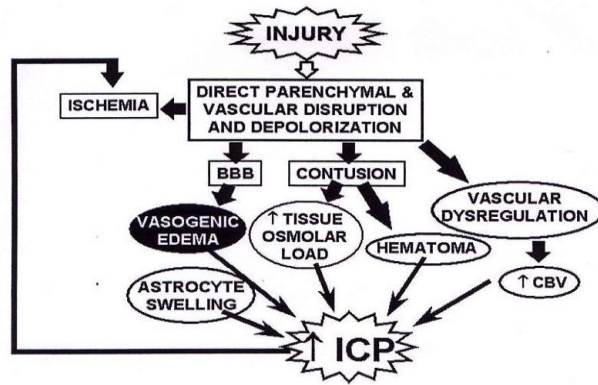 INJURY
DIRECT PARENCHYMAL &
VASCULAR DISRUPTION
AND DEPOLORIZATION
ISCHEMIA
BBB
CONTUSION
VASCULAR
DYSREGULATION
VASOGENIC
EDEMA
↑ TISSUE
OSMOLAR
LOAD
HEMATOMA
↑ CBV
ASTROCYTE
SWELLING
↑ ICP